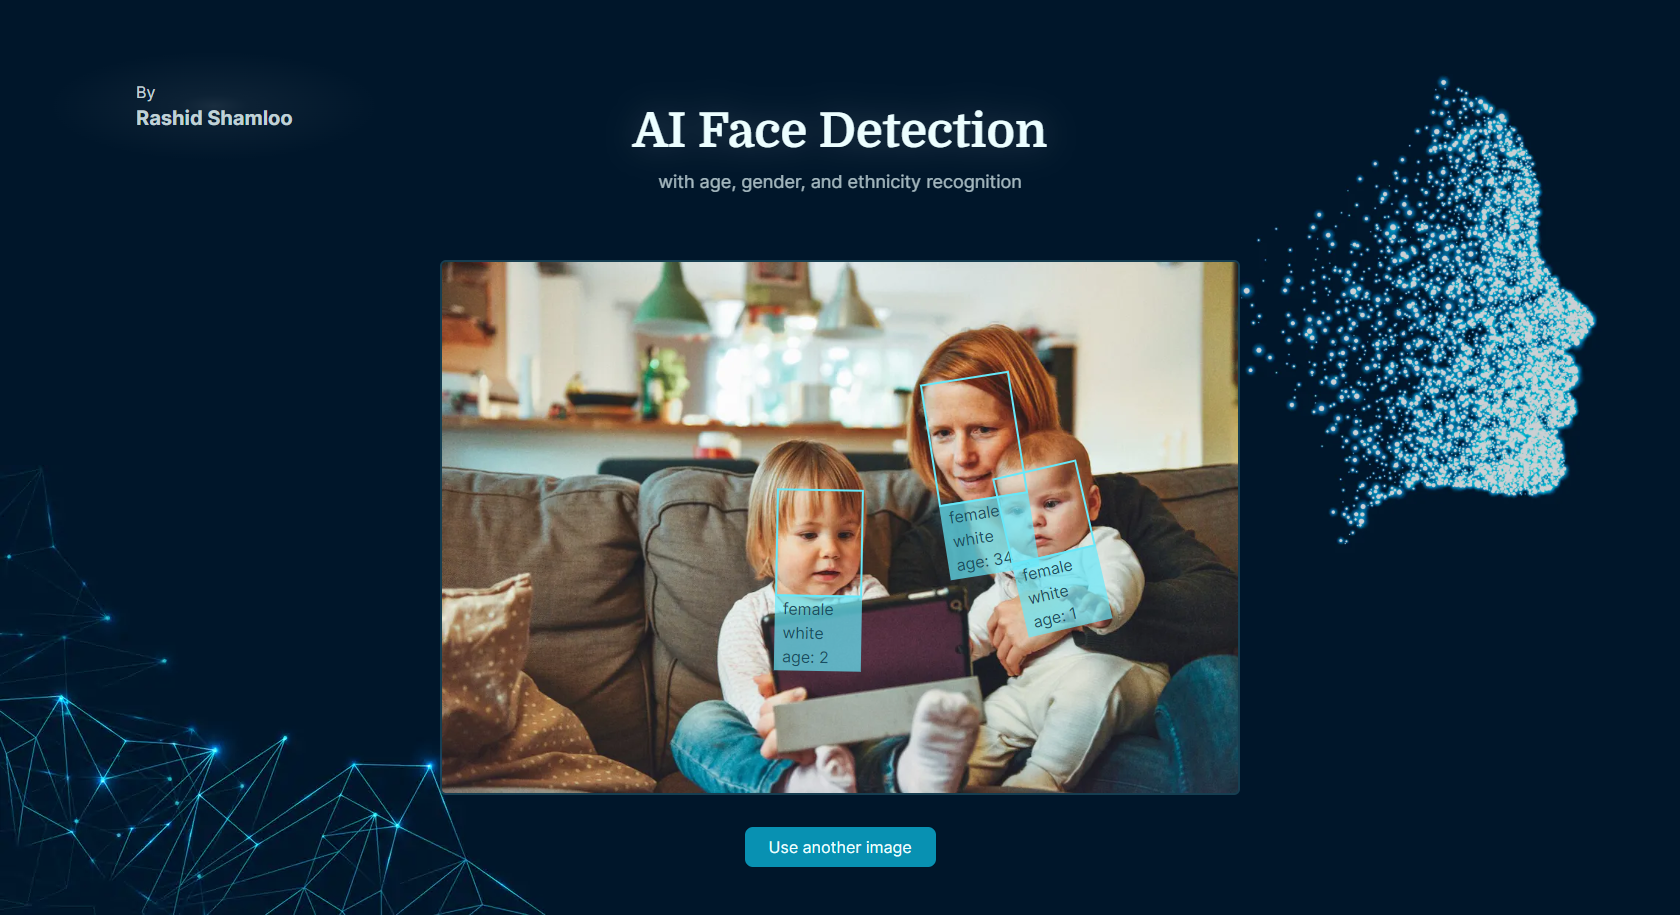 By
Rashid Shamloo
AI Face Detection
with age, gender, and ethnicity recognition
female
white
age: 34
female
white
age: 1
female
white
age: 2
Use another image